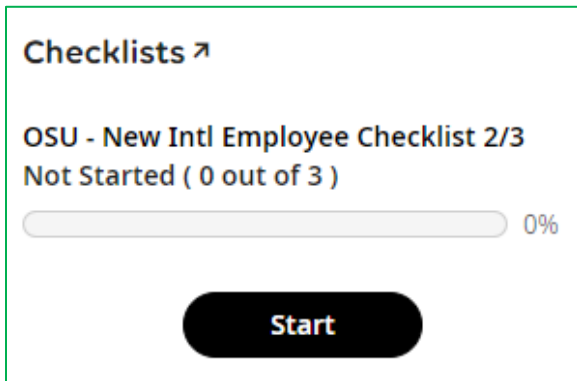 Checklists ↗
OSU - New Intl Employee Checklist 2/3
Not Started ( 0 out of 3 )
0%
Start